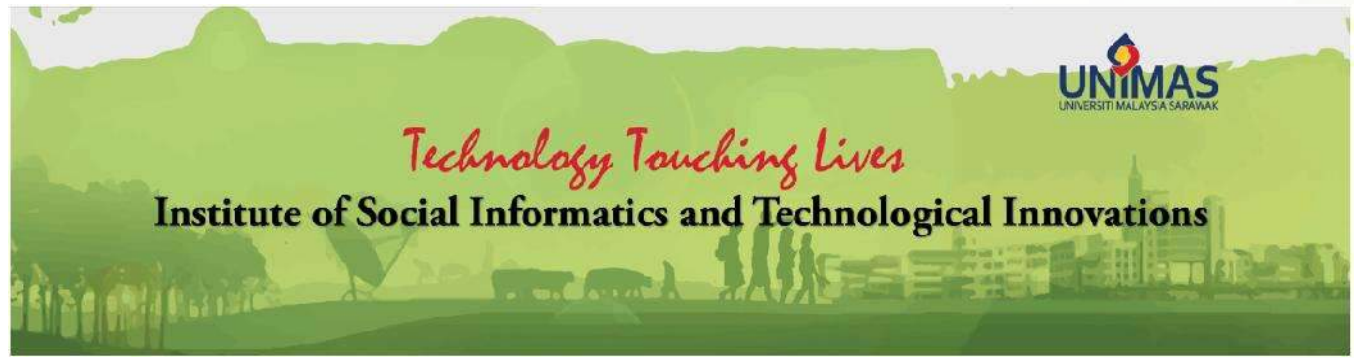 UNIMAS
UNIVERSITI MALAYSIA SARAWAK
Technology Touching Lives
Institute of Social Informatics and Technological Innovations